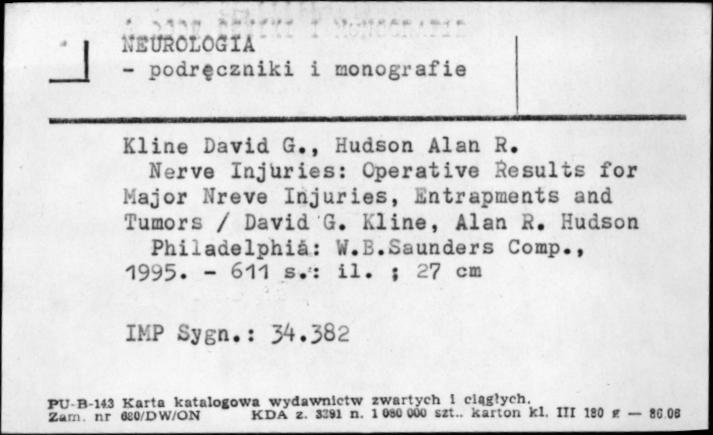 NEUROLOGIA
- podręczniki i monografie
Kline David G., Hudson Alan R.
Nerve Injuries: Operative Results for
Major Nreve Injuries, Entrapments and
Tumors / David G. Kline, Alan R. Hudson
Philadelphia: W.B.Saunders Comp.,
1995. - 611 s.: il. ; 27 cm
IMP Sygn.: 34.382
PU-B-143 Karta katalogowa wydawnictw zwartych i ciągłych.
Zam. nr 680/DW/ON KDA z. 3391 n. 1 080 000 szt.. karton kl. III 180 g — 86.06